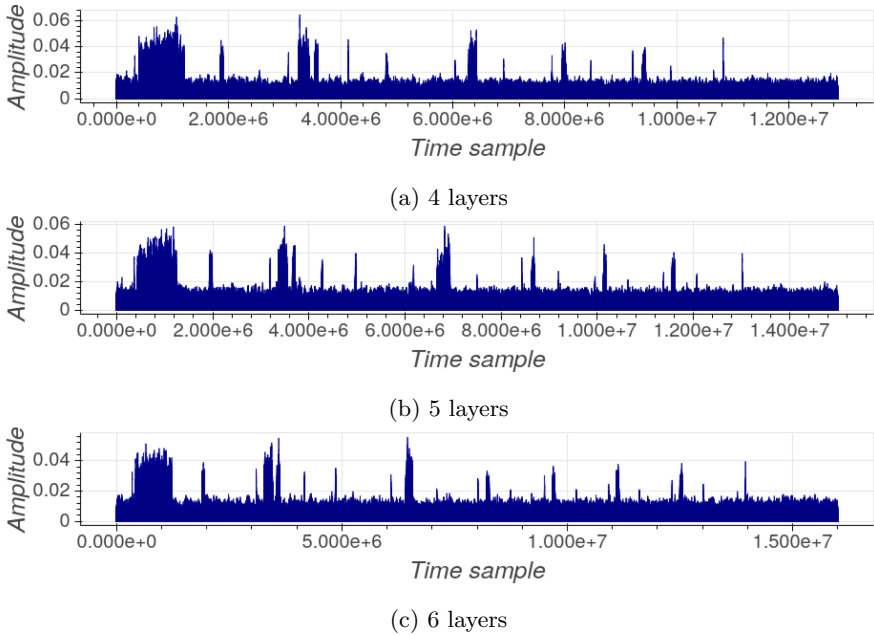 Amplitude
0.06
0.04
0.02
0
0.000e+0 2.000e+6 4.000e+6 6.000e+6 8.000e+6 1.000e+7 1.200e+7
Time sample
(a) 4 layers
Amplitude
0.06
0.04
0.02
0
0.000e+0 2.000e+6 4.000e+6 6.000e+6 8.000e+6 1.000e+7 1.200e+7 1.400e+7
Time sample
(b) 5 layers
Amplitude
0.04
0.02
0
0.000e+0 5.000e+6 1.000e+7 1.500e+7
Time sample
(c) 6 layers